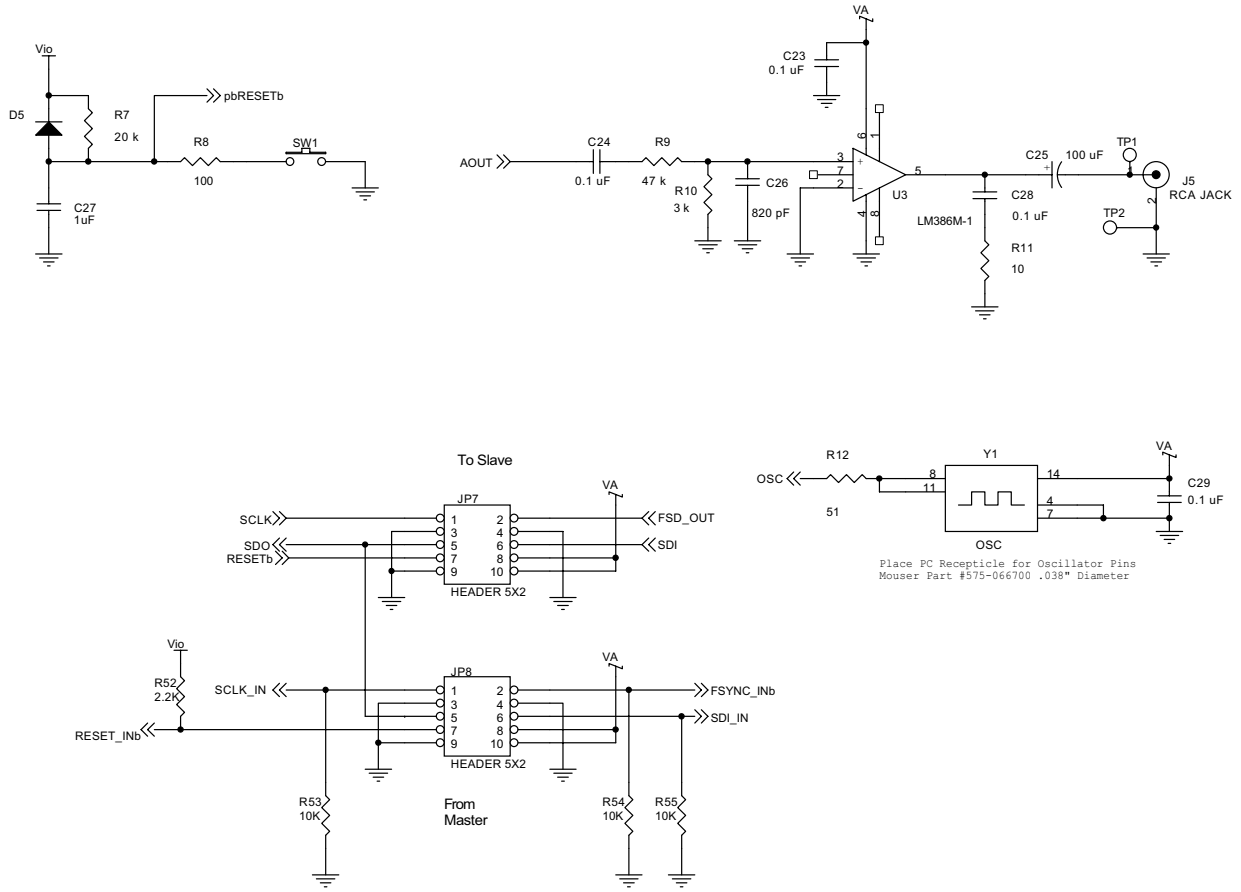 Vio
D5
R7
20 k
pbRESETb
R8
100
SW1
C27
1uF
VA
C23
0.1 uF
AOUT
C24
0.1 uF
R9
47 k
R10
3 k
C26
820 pF
6
1
3
+
7
2
−
4
8
5
U3
LM386M-1
C25
+
100 uF
TP1
1
J5
RCA JACK
2
TP2
C28
0.1 uF
R11
10
To Slave
JP7
VA
SCLK
1 2
FSD_OUT
3 4
SDO
5 6
SDI
RESETb
7 8
9 10
HEADER 5X2
R12
OSC
51
Y1
8
11
14
4
7
OSC
VA
C29
0.1 uF
Place PC Recepticle for Oscillator Pins
Mouser Part #575-066700 .038" Diameter
Vio
R52
2.2K
SCLK_IN
RESET_INb
JP8
VA
1 2
3 4
5 6
7 8
9 10
HEADER 5X2
FSYNC_INb
SDI_IN
From
Master
R53
10K
R54
10K
R55
10K